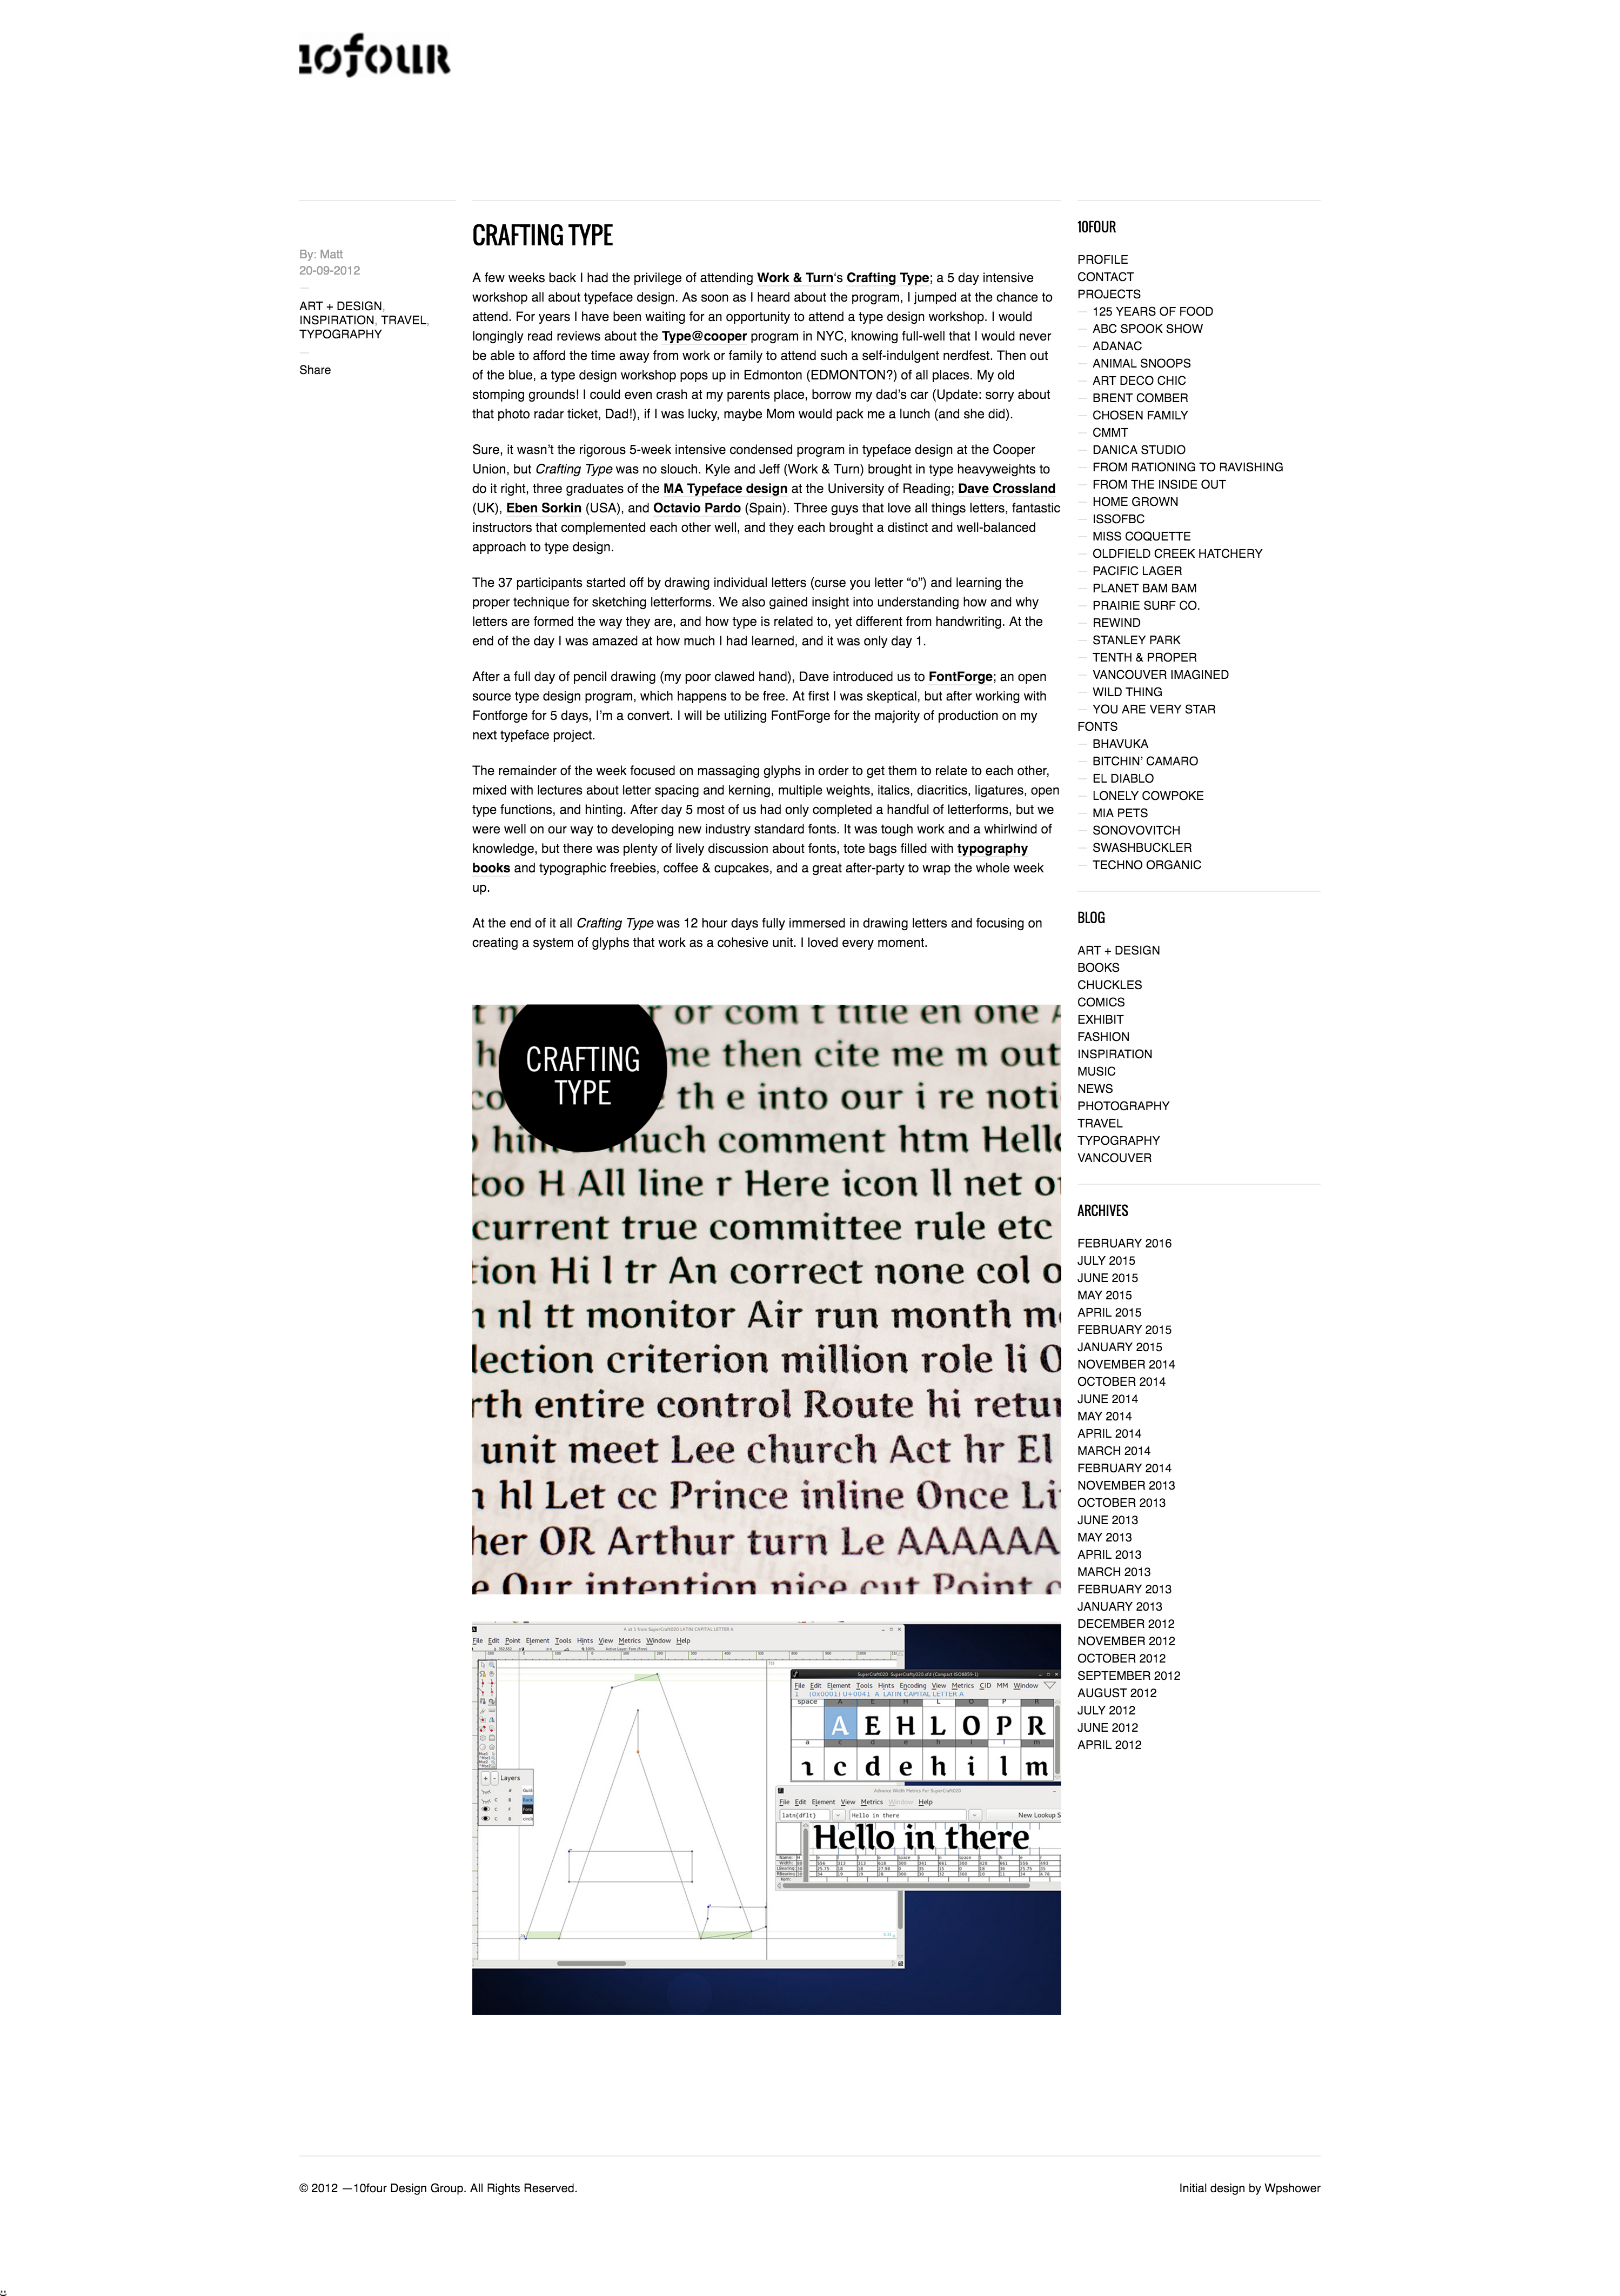 10four
By: Matt
20-09-2012
—
ART + DESIGN,
INSPIRATION, TRAVEL,
TYPOGRAPHY
—
Share
CRAFTING TYPE
A few weeks back I had the privilege of attending Work & Turn‘s Crafting Type; a 5 day intensive
workshop all about typeface design. As soon as I heard about the program, I jumped at the chance to
attend. For years I have been waiting for an opportunity to attend a type design workshop. I would
longingly read reviews about the Type@cooper program in NYC, knowing full-well that I would never
be able to afford the time away from work or family to attend such a self-indulgent nerdfest. Then out
of the blue, a type design workshop pops up in Edmonton (EDMONTON?) of all places. My old
stomping grounds! I could even crash at my parents place, borrow my dad’s car (Update: sorry about
that photo radar ticket, Dad!), if I was lucky, maybe Mom would pack me a lunch (and she did).
Sure, it wasn’t the rigorous 5-week intensive condensed program in typeface design at the Cooper
Union, but Crafting Type was no slouch. Kyle and Jeff (Work & Turn) brought in type heavyweights to
do it right, three graduates of the MA Typeface design at the University of Reading; Dave Crossland
(UK), Eben Sorkin (USA), and Octavio Pardo (Spain). Three guys that love all things letters, fantastic
instructors that complemented each other well, and they each brought a distinct and well-balanced
approach to type design.
The 37 participants started off by drawing individual letters (curse you letter “o”) and learning the
proper technique for sketching letterforms. We also gained insight into understanding how and why
letters are formed the way they are, and how type is related to, yet different from handwriting. At the
end of the day I was amazed at how much I had learned, and it was only day 1.
After a full day of pencil drawing (my poor clawed hand), Dave introduced us to FontForge; an open
source type design program, which happens to be free. At first I was skeptical, but after working with
Fontforge for 5 days, I’m a convert. I will be utilizing FontForge for the majority of production on my
next typeface project.
The remainder of the week focused on massaging glyphs in order to get them to relate to each other,
mixed with lectures about letter spacing and kerning, multiple weights, italics, diacritics, ligatures, open
type functions, and hinting. After day 5 most of us had only completed a handful of letterforms, but we
were well on our way to developing new industry standard fonts. It was tough work and a whirlwind of
knowledge, but there was plenty of lively discussion about fonts, tote bags filled with typography
books and typographic freebies, coffee & cupcakes, and a great after-party to wrap the whole week
up.
At the end of it all Crafting Type was 12 hour days fully immersed in drawing letters and focusing on
creating a system of glyphs that work as a cohesive unit. I loved every moment.
CRAFTING
TYPE
or com t title en one
me then cite me m out
th e into our i re noti
much comment htm Hello
too H All line r Here icon ll net
current true committee rule etc
tion Hi l tr An correct none col
nl tt monitor Air run month
lection criterion million role li
rth entire control Route hi retur
unit meet Lee church Act hr El
hl Let cc Prince inline Once
her OR Arthur turn Le AAAAAA
e Our intention nice cut Point
A at 1 from SuperCraft020 LATIN CAPITAL LETTER A
File Edit Point Element Tools Hints View Metrics Window Help
Layers
SuperCraft020 SuperCrafty020.sfd (Compact ISO8859-1)
File Edit Element Tools Hints Encoding View Metrics CID MM Window
1 (0x0001) U+0041 A LATIN CAPITAL LETTER A
space A E H L O P R
A E H L O P R
a c d e h i l m
c d e h i l m
Advance Width Metrics For SuperCraft020
File Edit Element View Metrics Window Help
latn{dflt} Hello in there New Lookup S
Hello in there
10FOUR
PROFILE
CONTACT
PROJECTS
— 125 YEARS OF FOOD
— ABC SPOOK SHOW
— ADANAC
— ANIMAL SNOOPS
— ART DECO CHIC
— BRENT COMBER
— CHOSEN FAMILY
— CMMT
— DANICA STUDIO
— FROM RATIONING TO RAVISHING
— FROM THE INSIDE OUT
— HOME GROWN
— ISSOFBC
— MISS COQUETTE
— OLDFIELD CREEK HATCHERY
— PACIFIC LAGER
— PLANET BAM BAM
— PRAIRIE SURF CO.
— REWIND
— STANLEY PARK
— TENTH & PROPER
— VANCOUVER IMAGINED
— WILD THING
— YOU ARE VERY STAR
FONTS
— BHAVUKA
— BITCHIN’ CAMARO
— EL DIABLO
— LONELY COWPOKE
— MIA PETS
— SONOVOVITCH
— SWASHBUCKLER
— TECHNO ORGANIC
BLOG
ART + DESIGN
BOOKS
CHUCKLES
COMICS
EXHIBIT
FASHION
INSPIRATION
MUSIC
NEWS
PHOTOGRAPHY
TRAVEL
TYPOGRAPHY
VANCOUVER
ARCHIVES
FEBRUARY 2016
JULY 2015
JUNE 2015
MAY 2015
APRIL 2015
FEBRUARY 2015
JANUARY 2015
NOVEMBER 2014
OCTOBER 2014
JUNE 2014
MAY 2014
APRIL 2014
MARCH 2014
FEBRUARY 2014
NOVEMBER 2013
OCTOBER 2013
JUNE 2013
MAY 2013
APRIL 2013
MARCH 2013
FEBRUARY 2013
JANUARY 2013
DECEMBER 2012
NOVEMBER 2012
OCTOBER 2012
SEPTEMBER 2012
AUGUST 2012
JULY 2012
JUNE 2012
APRIL 2012
© 2012 —10four Design Group. All Rights Reserved.
Initial design by Wpshower